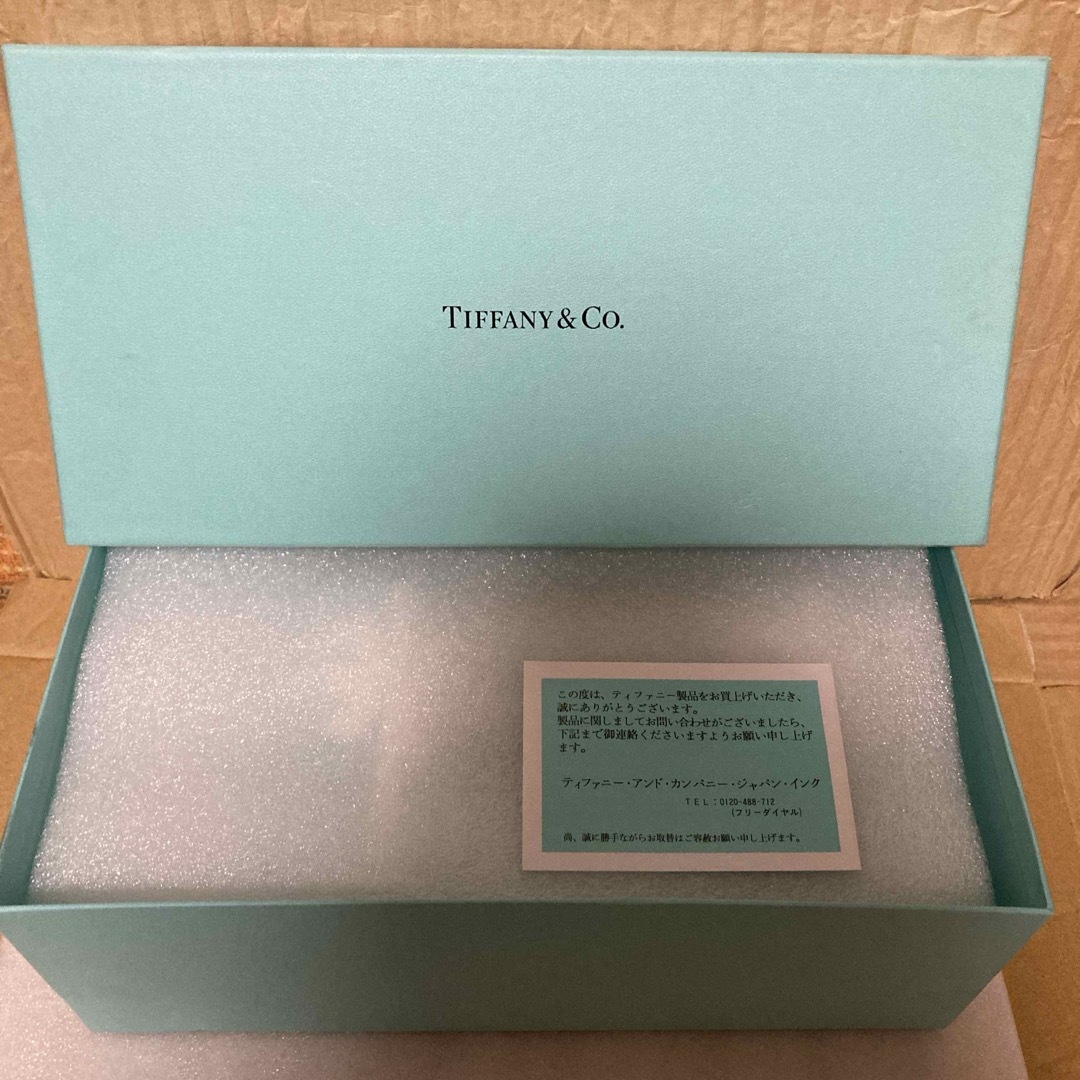 TIFFANY & CO.
この度は、ティファニー製品をお買上げいただき、
誠にありがとうございます。
製品に関しましてお問い合わせがございましたら、
下記まで御連絡くださいますようお願い申し上げ
ます。
ティファニー・アンド・カンパニー・ジャパン・インク
TEL：0120-488-712
(フリーダイヤル)
尚、誠に勝手ながらお取替はご容赦お願い申し上げます。